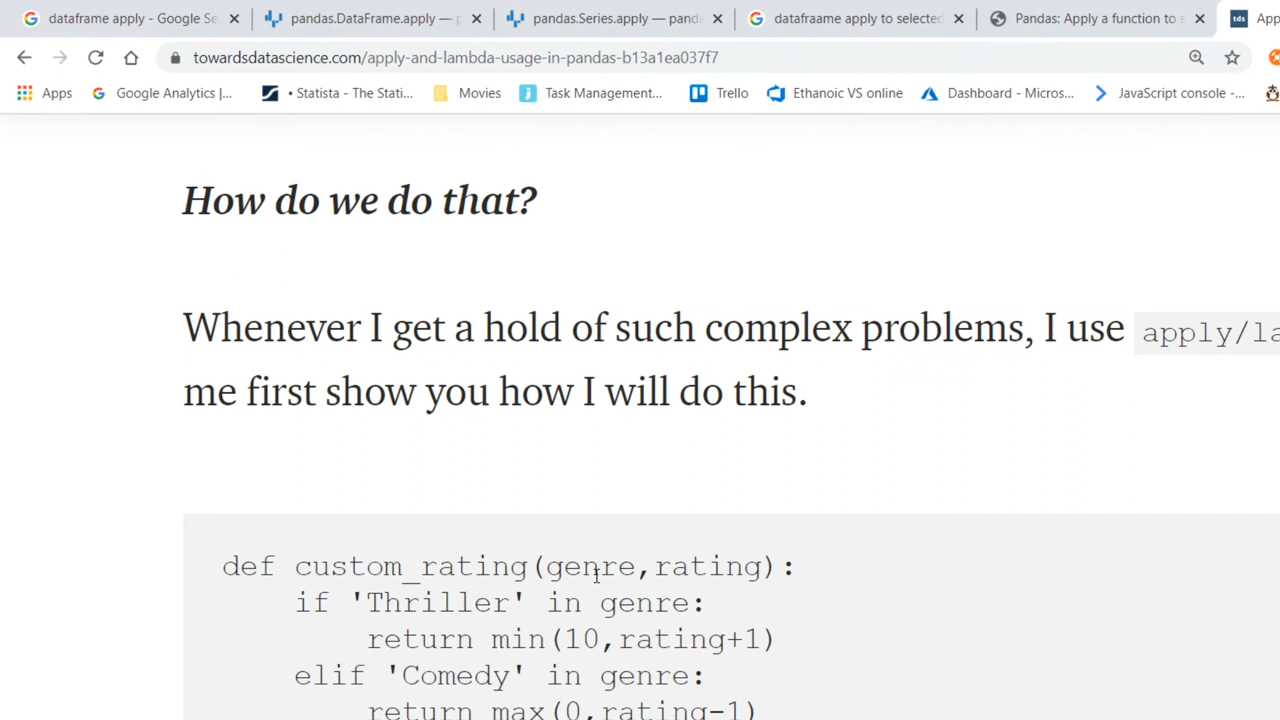 dataframe apply - Google Se
pandas.DataFrame.apply — p
pandas.Series.apply — panda
datafraame apply to selected
Pandas: Apply a function to s
tds
App
towardsdatascience.com/apply-and-lambda-usage-in-pandas-b13a1ea037f7
Apps
Google Analytics |...
• Statista - The Stati...
Movies
Task Management...
Trello
Ethanoic VS online
Dashboard - Micros...
JavaScript console -...
How do we do that?
Whenever I get a hold of such complex problems, I use apply/la
me first show you how I will do this.
def custom_rating(genre,rating):
if 'Thriller' in genre:
return min(10,rating+1)
elif 'Comedy' in genre:
return max(0,rating-1)